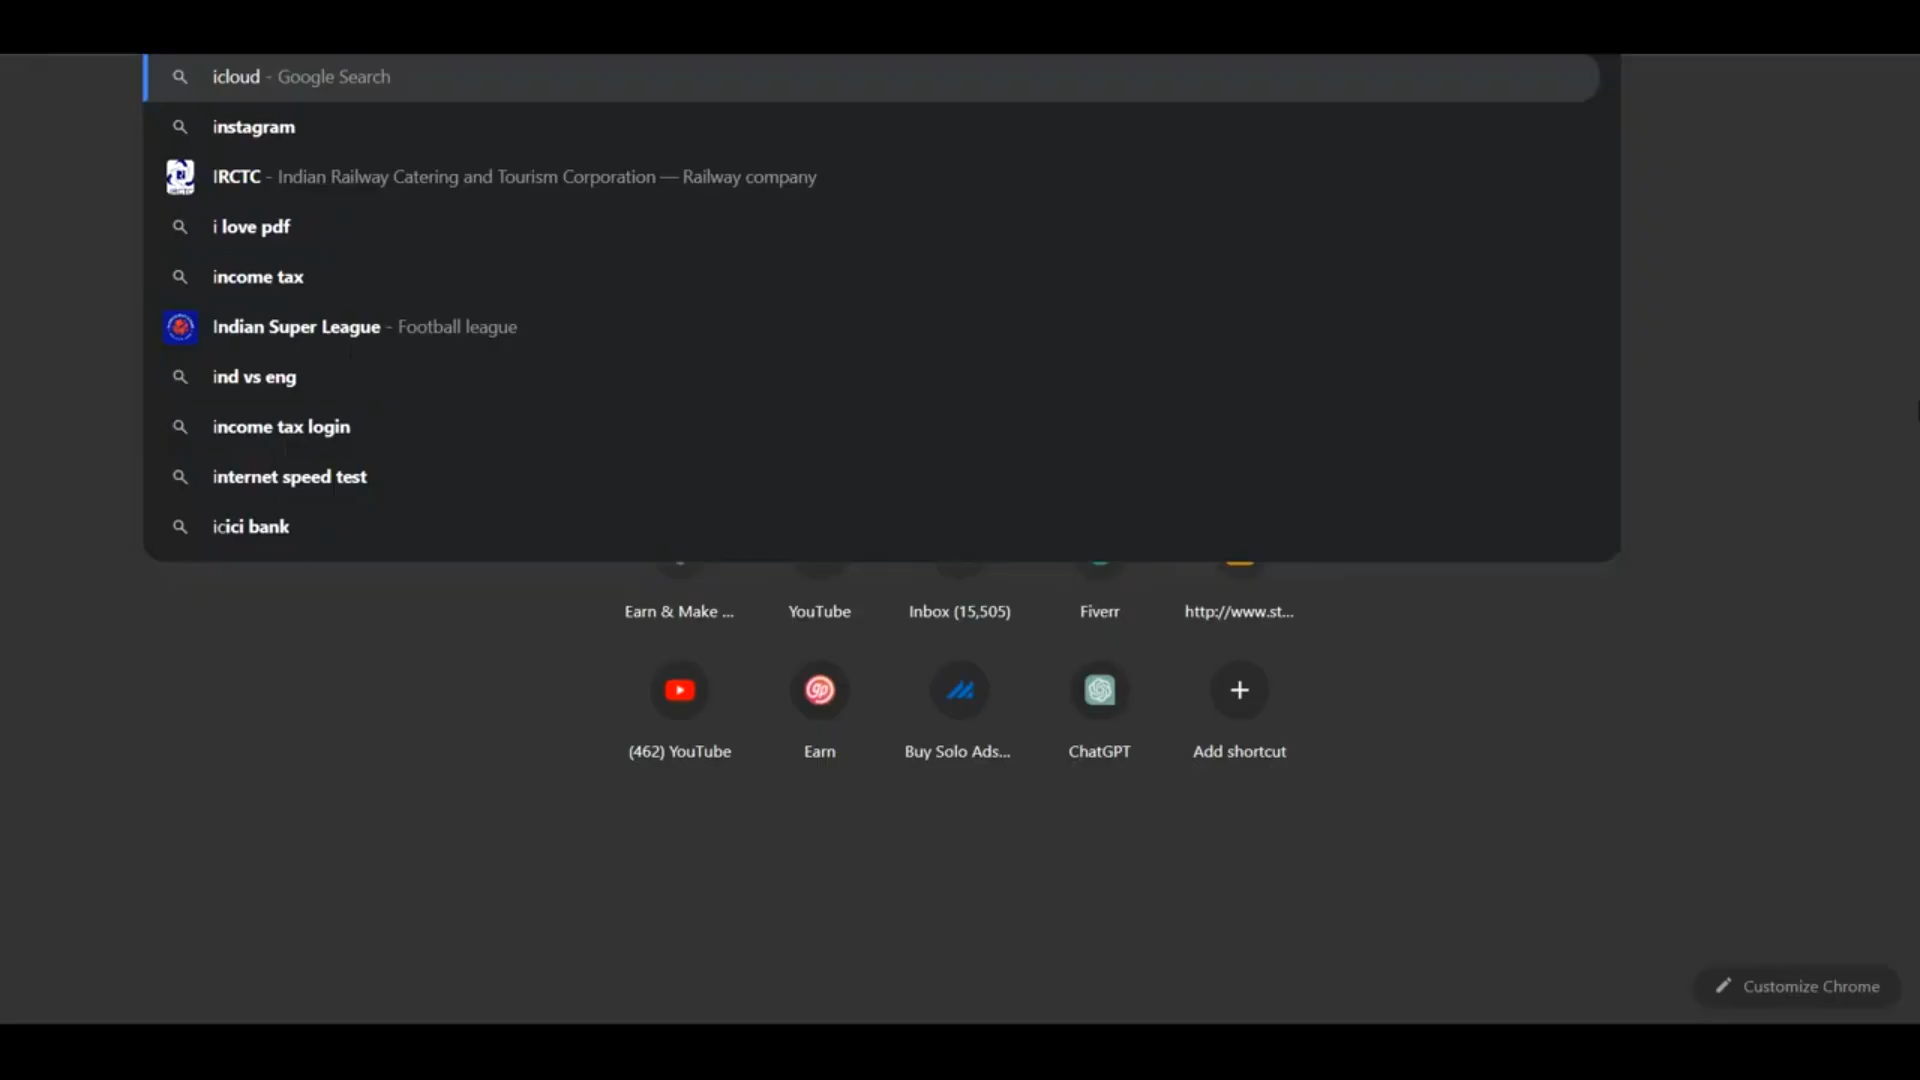 icloud - Google Search
instagram
IRCTC - Indian Railway Catering and Tourism Corporation — Railway company
i love pdf
income tax
Indian Super League - Football league
ind vs eng
income tax login
internet speed test
icici bank
Earn & Make ... YouTube Inbox (15,505) Fiverr http://www.st...
(462) YouTube Earn Buy Solo Ads... ChatGPT Add shortcut
Customize Chrome